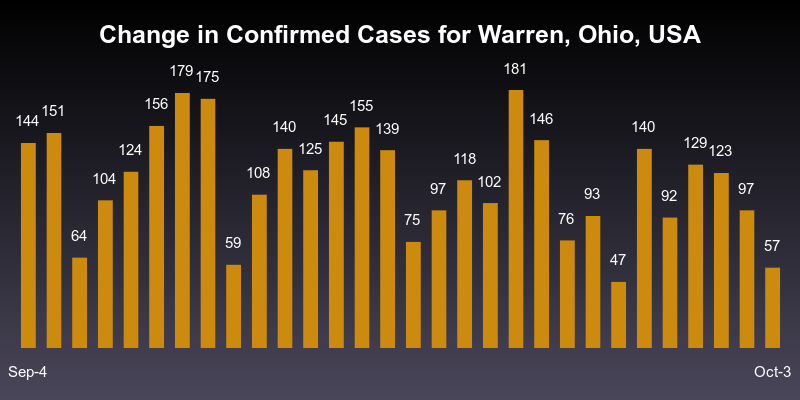 Change in Confirmed Cases for Warren, Ohio, USA
144 151 64 104 124 156 179 175 59 108 140 125 145 155 139 75 97 118 102 181 146 76 93 47 140 92 129 123 97 57
Sep-4 Oct-3